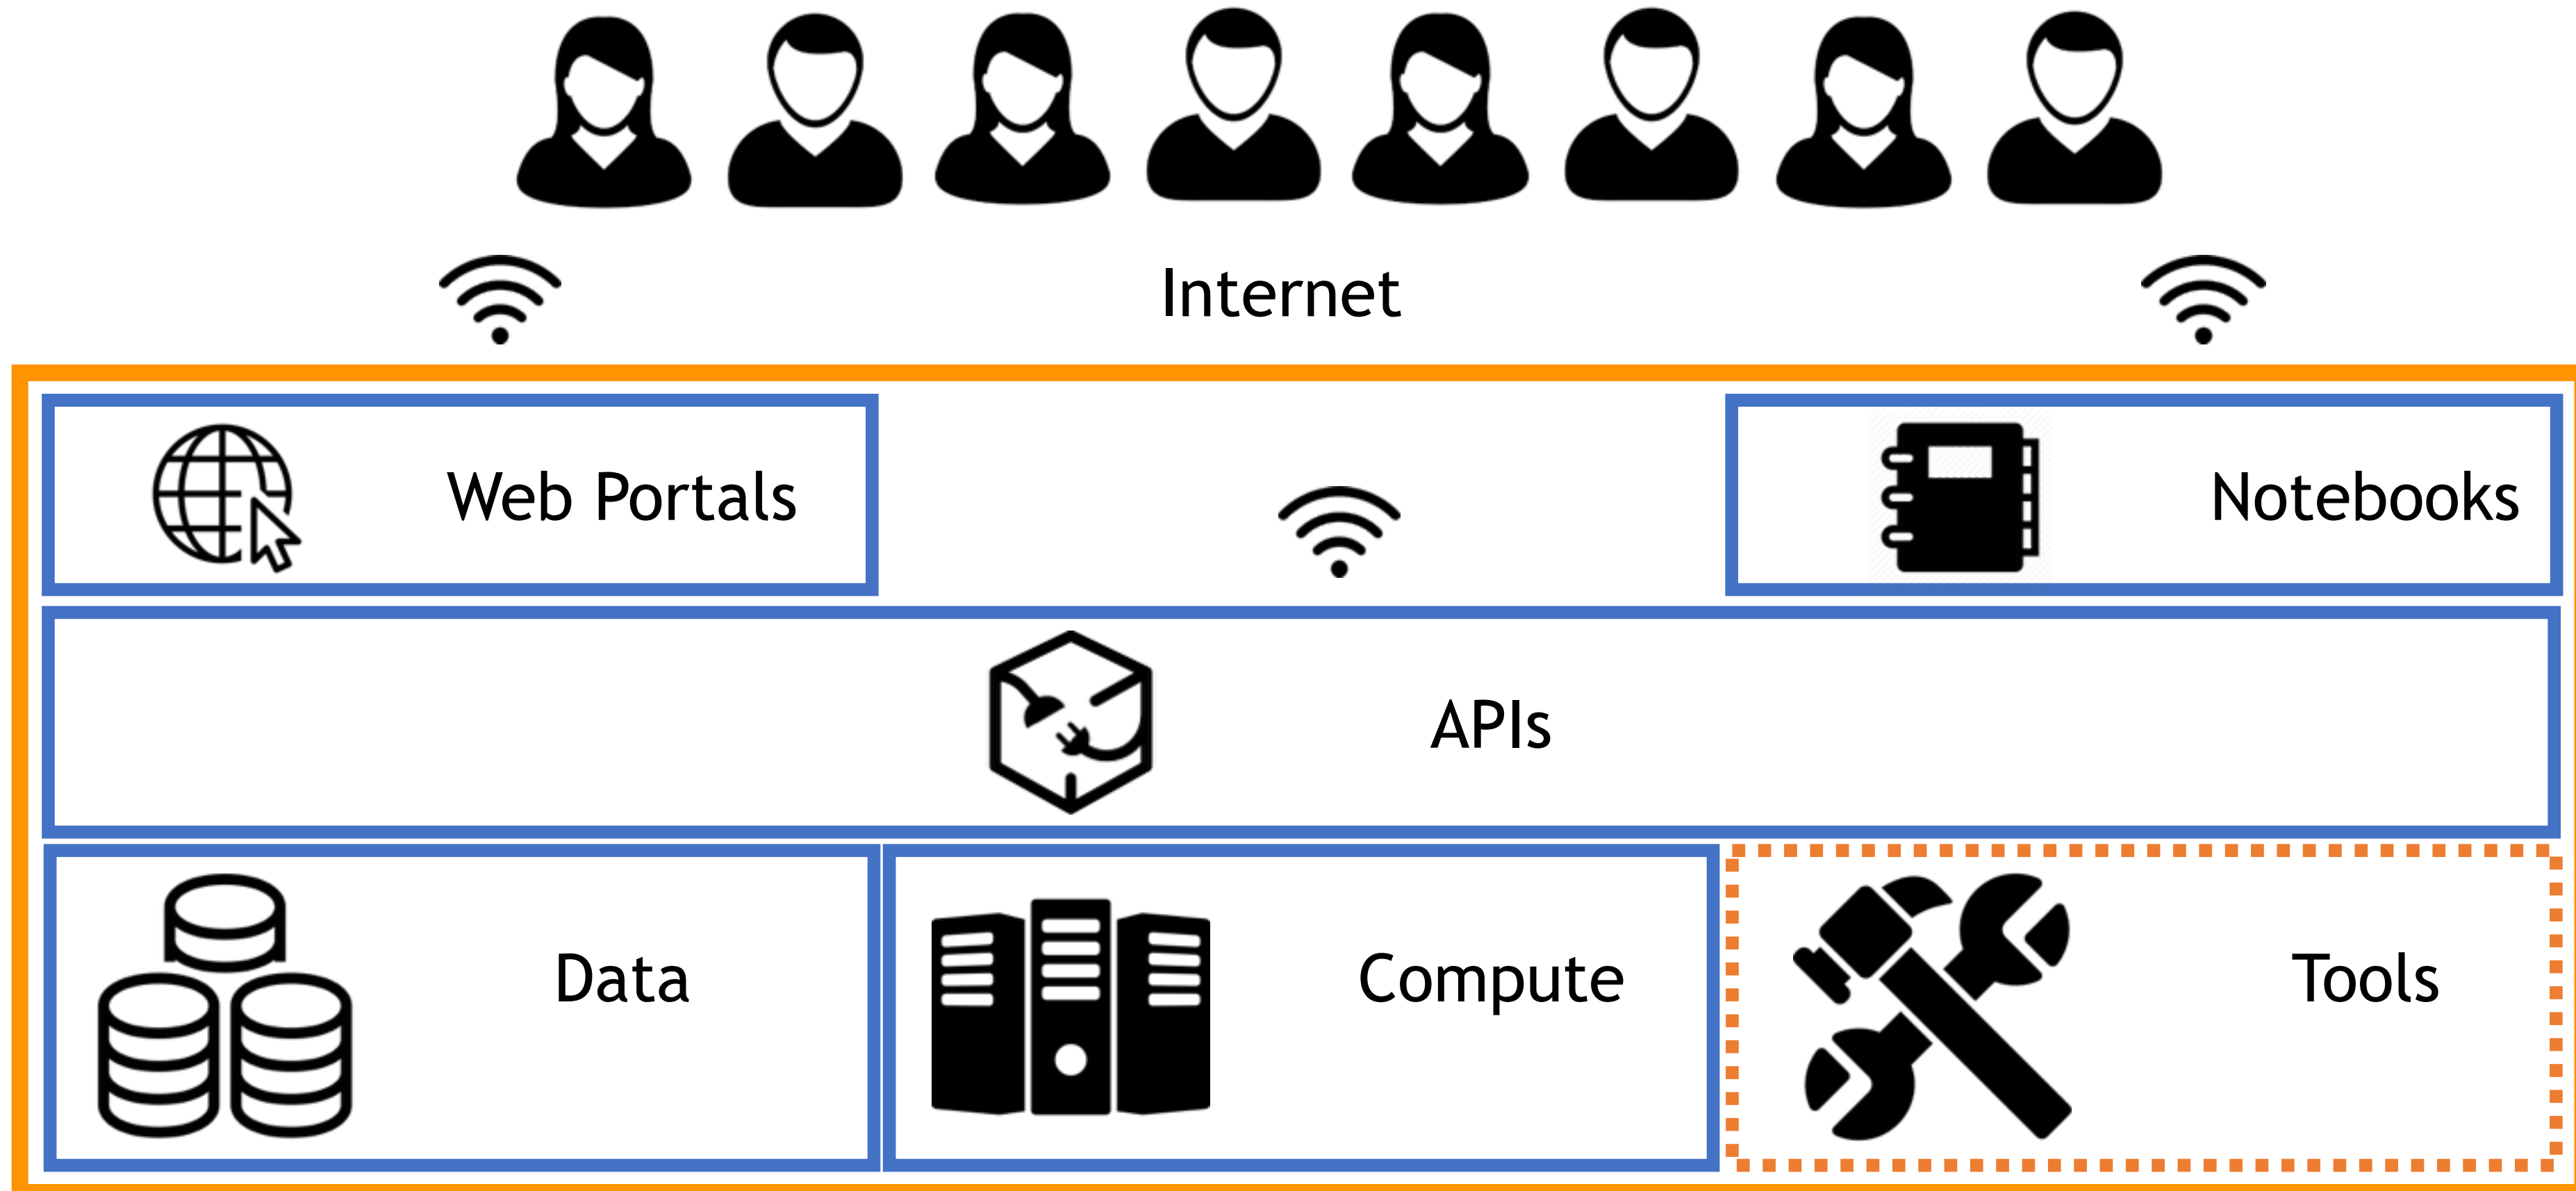 Internet
Web Portals
Notebooks
APIs
Data
Compute
Tools